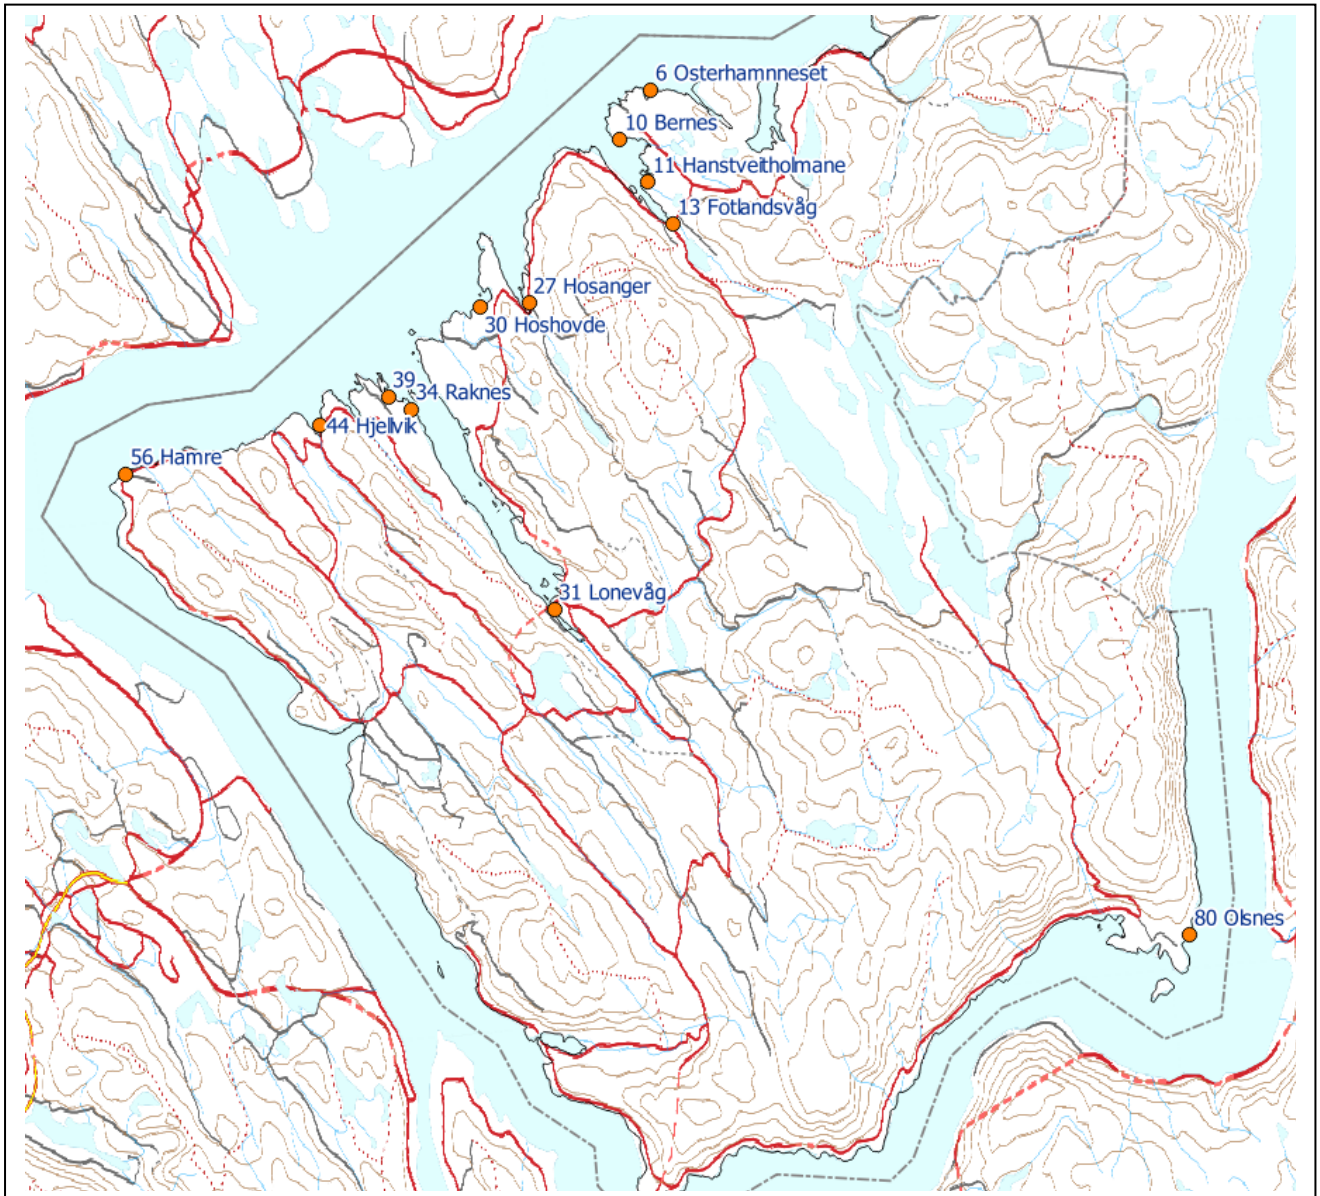 6 Osterhamnneset
10 Bernes
11 Hanstveitholmane
13 Fotlandsvåg
27 Hosanger
30 Hoshovde
39
34 Raknes
44 Hjellvik
56 Hamre
31 Lonevåg
80 Olsnes